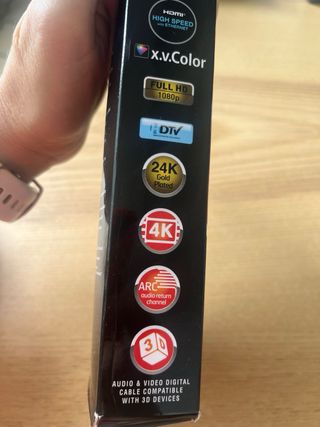 HDMI
HIGH SPEED
with ETHERNET
x.v.Color
FULL HD
1080p
DTV
24K
Gold
Plated
4K
ARC
audio return
channel
3D
AUDIO & VIDEO DIGITAL
CABLE COMPATIBLE
WITH 3D DEVICES